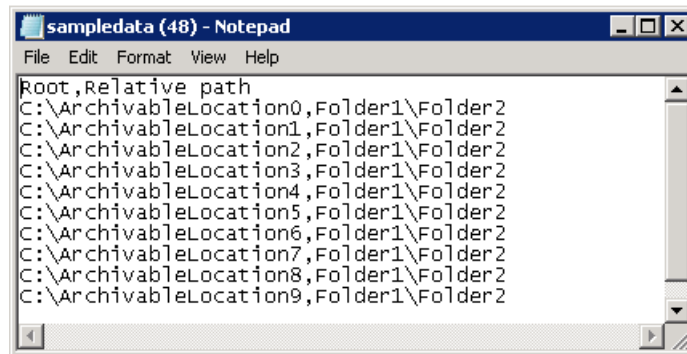 sampledata (48) - Notepad
File Edit Format View Help
Root,Relative path
C:\ArchivableLocation0,Folder1\Folder2
C:\ArchivableLocation1,Folder1\Folder2
C:\ArchivableLocation2,Folder1\Folder2
C:\ArchivableLocation3,Folder1\Folder2
C:\ArchivableLocation4,Folder1\Folder2
C:\ArchivableLocation5,Folder1\Folder2
C:\ArchivableLocation6,Folder1\Folder2
C:\ArchivableLocation7,Folder1\Folder2
C:\ArchivableLocation8,Folder1\Folder2
C:\ArchivableLocation9,Folder1\Folder2